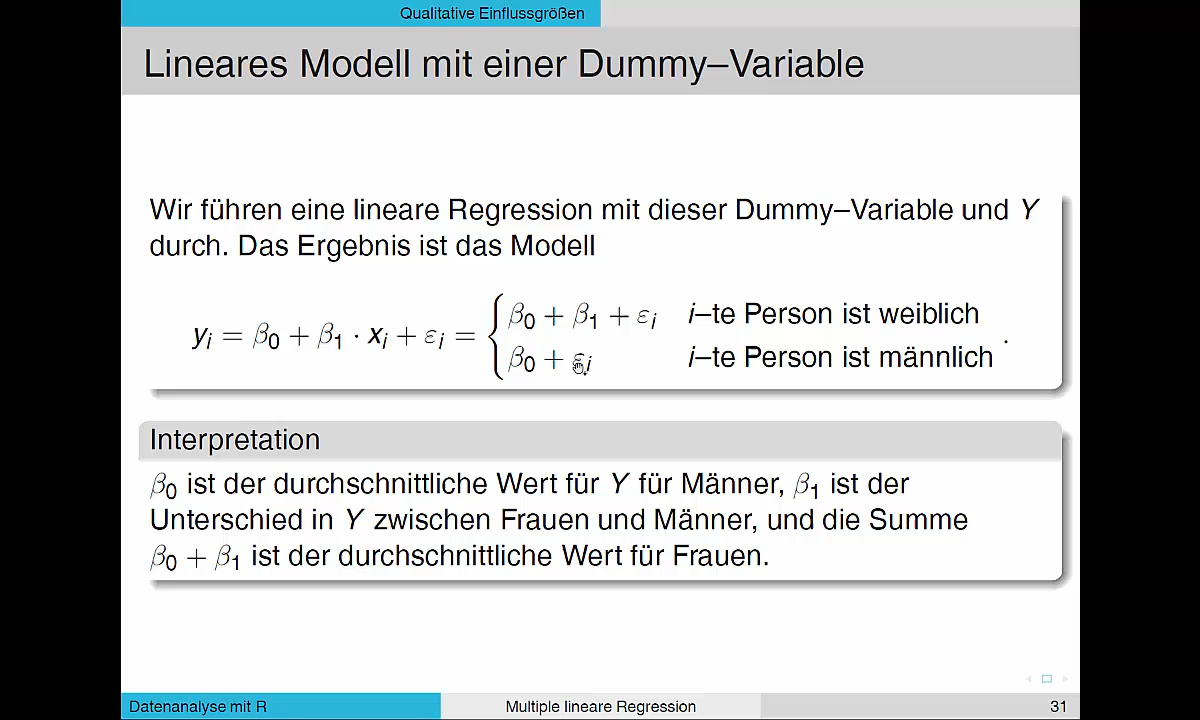 Qualitative Einflussgrößen
Lineares Modell mit einer Dummy–Variable
Wir führen eine lineare Regression mit dieser Dummy–Variable und Y
durch. Das Ergebnis ist das Modell
yᵢ = β₀ + β₁ · xᵢ + εᵢ = { β₀ + β₁ + εᵢ i–te Person ist weiblich
β₀ + εᵢ i–te Person ist männlich .
Interpretation
β₀ ist der durchschnittliche Wert für Y für Männer, β₁ ist der
Unterschied in Y zwischen Frauen und Männer, und die Summe
β₀ + β₁ ist der durchschnittliche Wert für Frauen.
Datenanalyse mit R Multiple lineare Regression 31